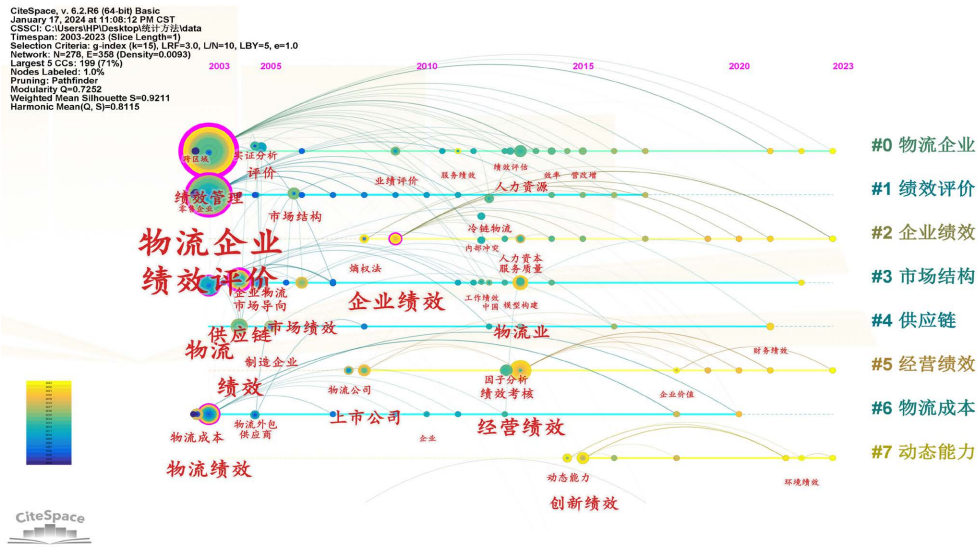 CiteSpace, v. 6.2.R6 (64-bit) Basic
January 17, 2024 at 11:08:12 PM CST
CSSCI: C:\Users\HP\Desktop\统计方法\data
Timespan: 2003-2023 (Slice Length=1)
Selection Criteria: g-index (k=15), LRF=3.0, L/N=10, LBY=5, e=1.0
Network: N=278, E=358 (Density=0.0093)
Largest 5 CCs: 199 (71%)
Nodes Labeled: 1.0%
Pruning: Pathfinder
Modularity Q=0.7252
Weighted Mean Silhouette S=0.9211
Harmonic Mean(Q, S)=0.8115
2003 2005 2010 2015 2020 2023
#0 物流企业
跨区域 实证分析
评价
业绩评价
服务绩效
绩效评估
效率 营改增
人力资源
#1 绩效评价
绩效管理
零售企业
市场结构
冷链物流
#2 企业绩效
物流企业
内部冲突
人力资本
服务质量
熵权法
#3 市场结构
绩效评价
企业物流
市场导向
企业绩效
工作绩效
中国 模型构建
#4 供应链
供应链
市场绩效
物流业
物流
制造企业
财务绩效
#5 经营绩效
绩效
物流公司
因子分析
绩效考核
企业价值
#6 物流成本
物流成本
物流外包
供应商
上市公司
企业
经营绩效
#7 动态能力
物流绩效
动态能力
创新绩效
环境绩效
CiteSpace